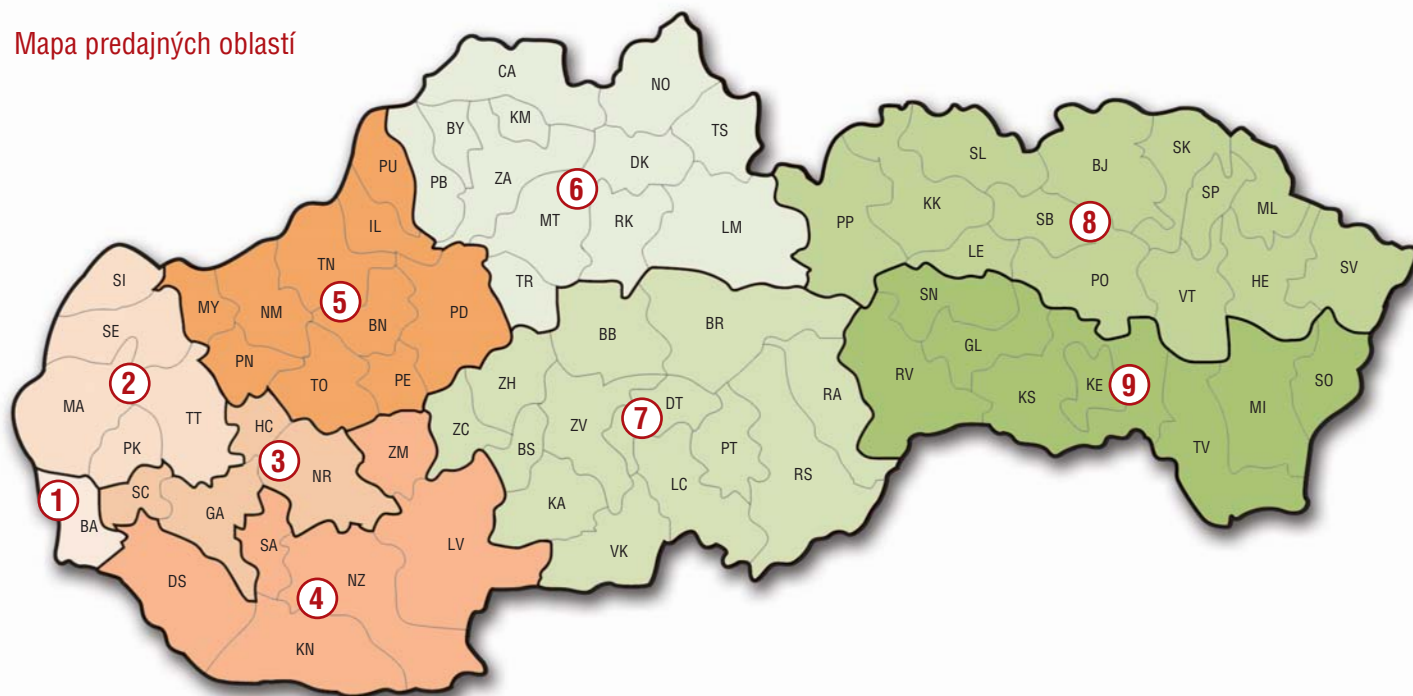 Mapa predajných oblastí
CA
NO
KM
BY
TS
PU
DK
PB
ZA
6
MT
RK
LM
IL
TR
TN
5
MY
NM
BN
PD
PN
TO
PE
SI
SE
2
MA
TT
PK
1
BA
HC
3
NR
SC
GA
ZM
SA
LV
DS
NZ
4
KN
BB
BR
ZH
DT
RA
ZC
ZV
7
BS
PT
RS
LC
KA
VK
SL
BJ
SK
SP
ML
PP
KK
SB
8
LE
PO
VT
HE
SV
SN
GL
RV
KS
KE
9
SO
MI
TV